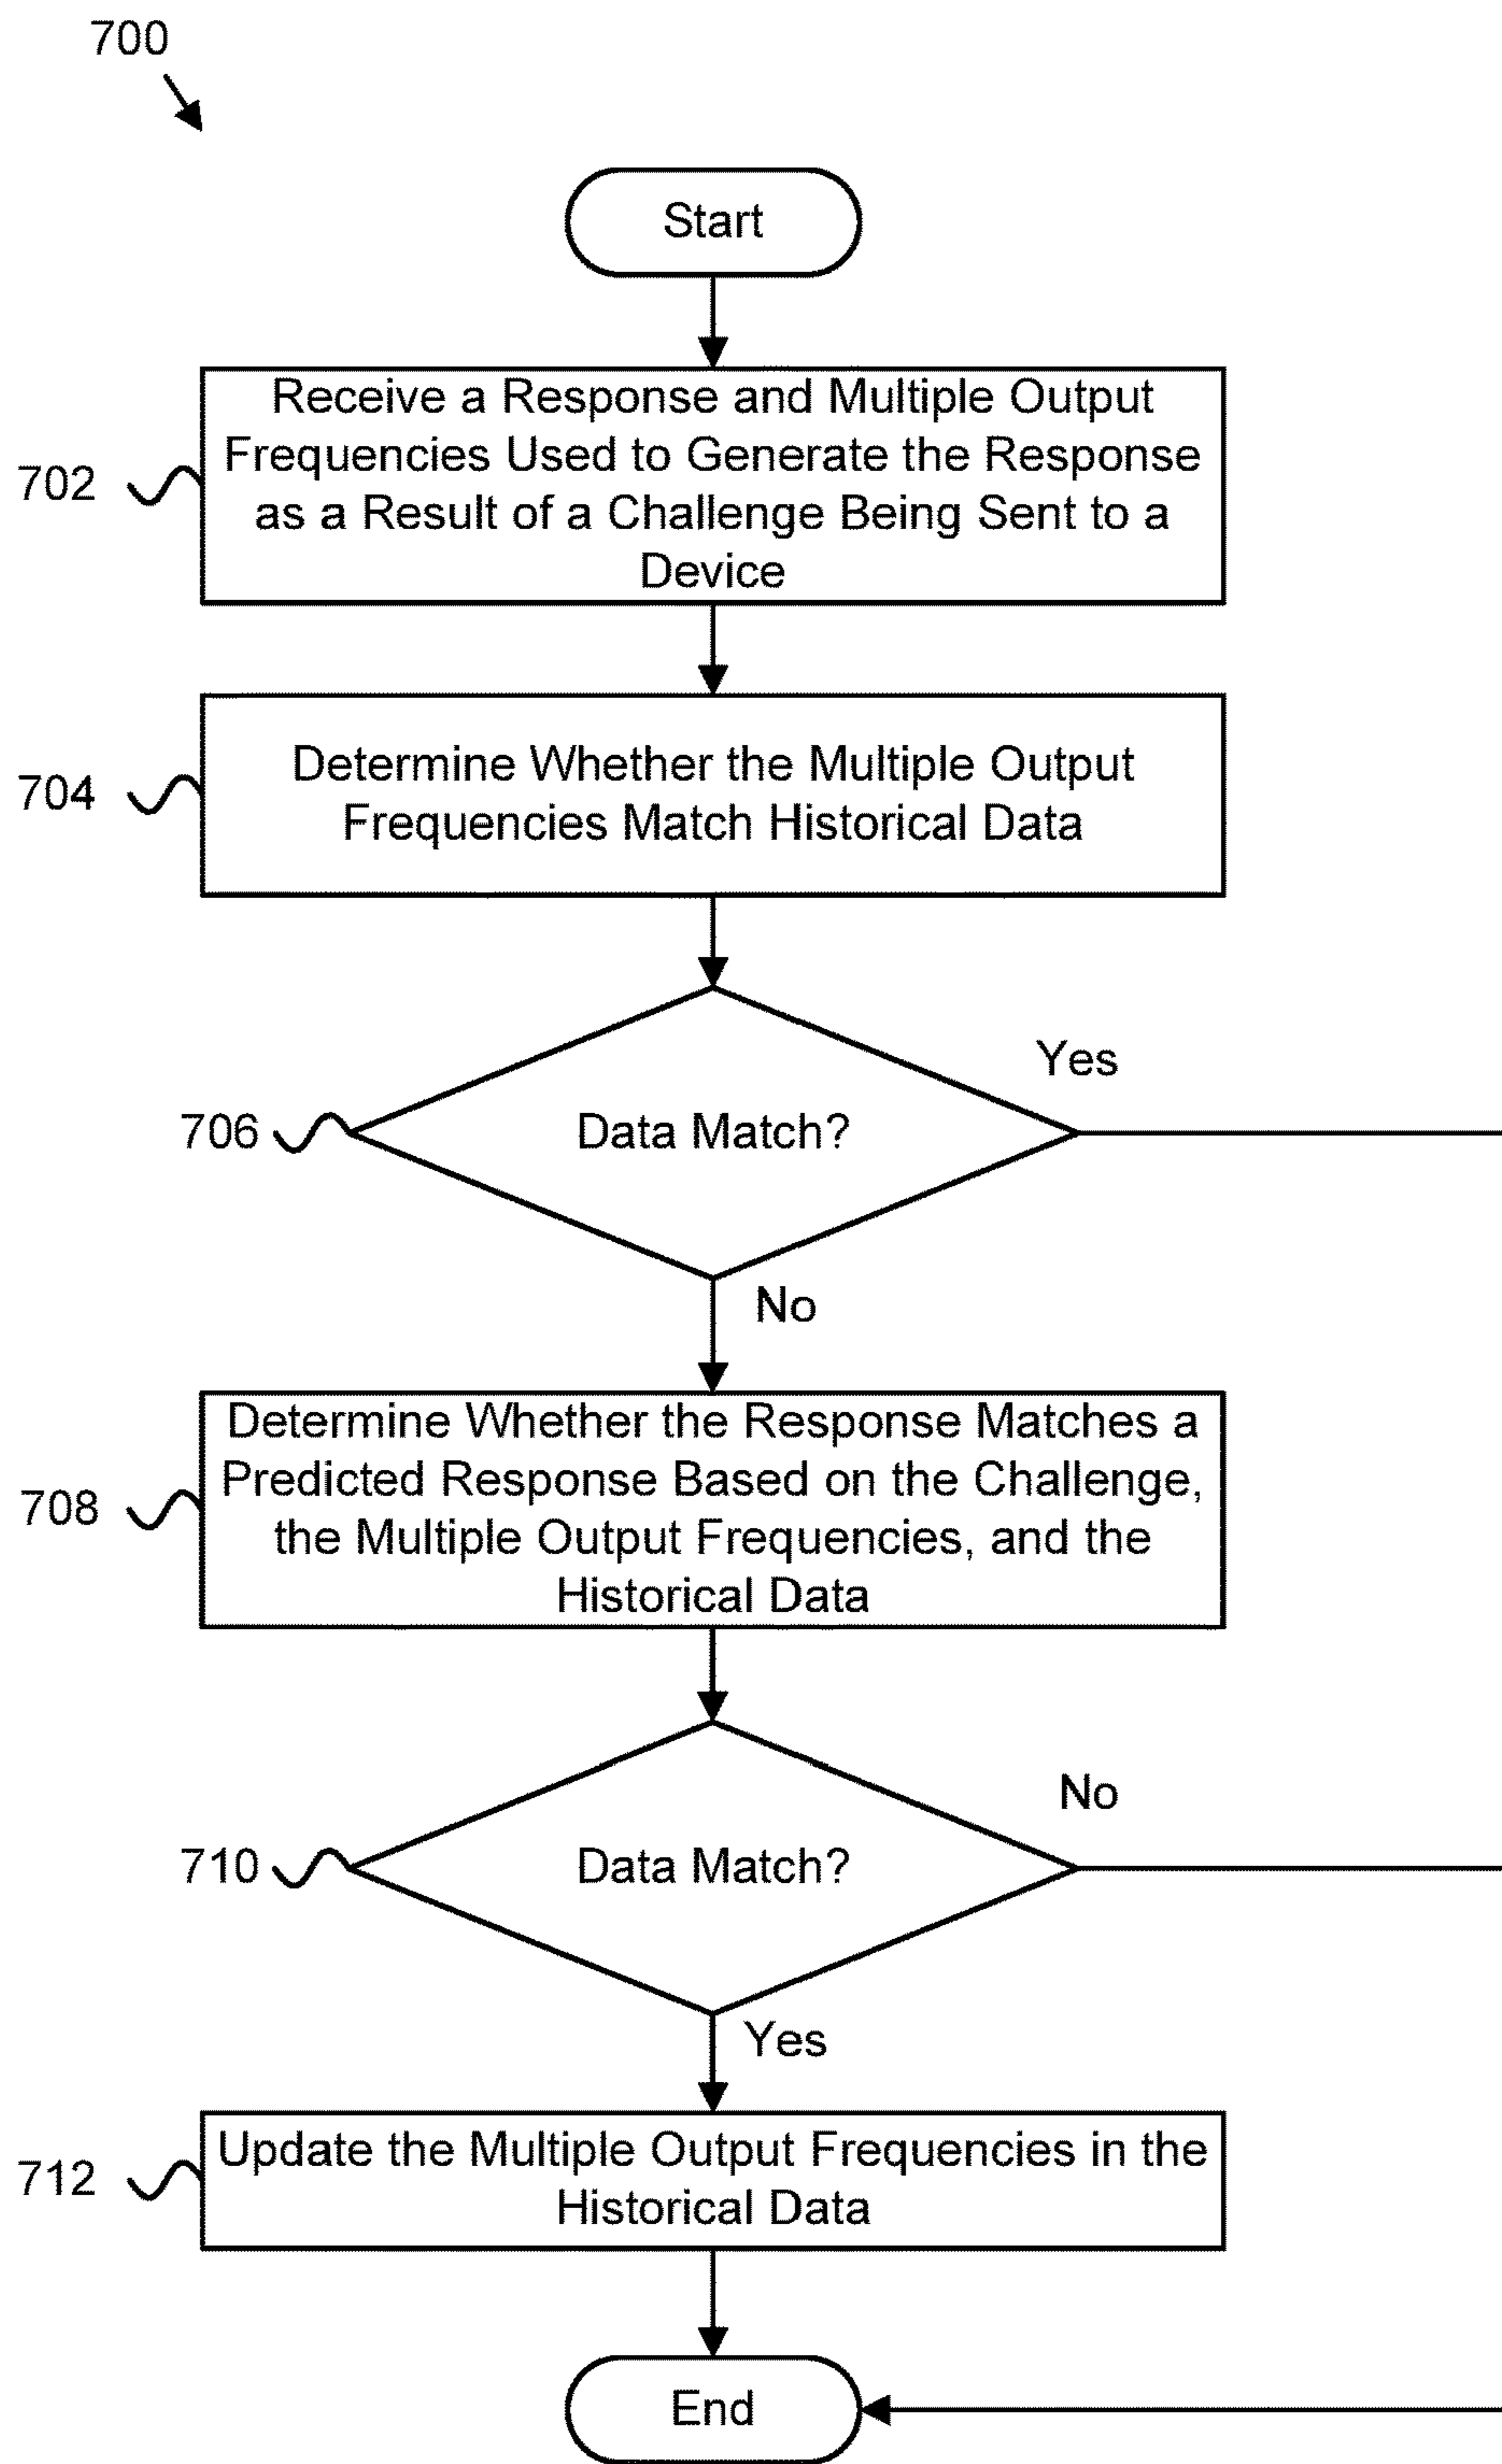 700
Start
702
Receive a Response and Multiple Output
Frequencies Used to Generate the Response
as a Result of a Challenge Being Sent to a
Device
704
Determine Whether the Multiple Output
Frequencies Match Historical Data
Yes
706
Data Match?
No
708
Determine Whether the Response Matches a
Predicted Response Based on the Challenge,
the Multiple Output Frequencies, and the
Historical Data
No
710
Data Match?
Yes
712
Update the Multiple Output Frequencies in the
Historical Data
End